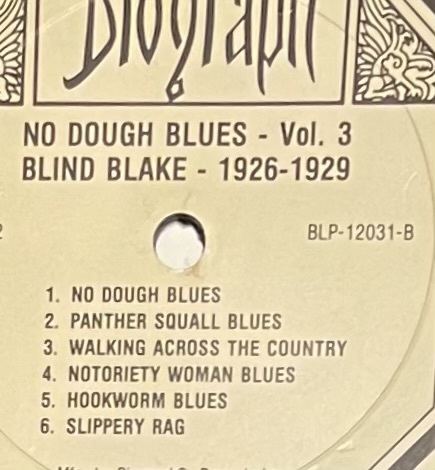 Biograph
NO DOUGH BLUES - Vol. 3
BLIND BLAKE - 1926-1929
2
BLP-12031-B
1. NO DOUGH BLUES
2. PANTHER SQUALL BLUES
3. WALKING ACROSS THE COUNTRY
4. NOTORIETY WOMAN BLUES
5. HOOKWORM BLUES
6. SLIPPERY RAG